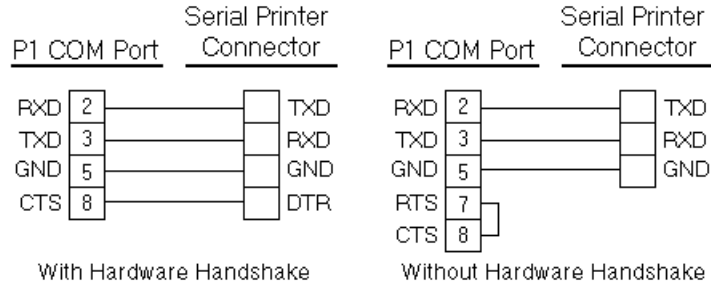 Serial Printer
Connector
P1 COM Port
RXD 2 TXD
TXD 3 RXD
GND 5 GND
CTS 8 DTR
With Hardware Handshake
Serial Printer
Connector
P1 COM Port
RXD 2 TXD
TXD 3 RXD
GND 5 GND
RTS 7
CTS 8
Without Hardware Handshake